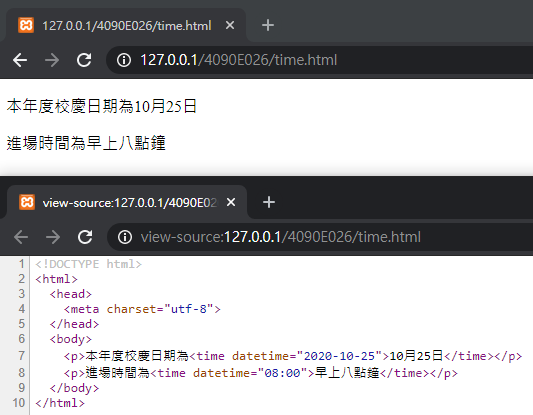 127.0.0.1/4090E026/time.html
127.0.0.1/4090E026/time.html
本年度校慶日期為10月25日
進場時間為早上八點鐘
view-source:127.0.0.1/4090E02
view-source:127.0.0.1/4090E026/time.html
1 <!DOCTYPE html>
2 <html>
3 <head>
4 <meta charset="utf-8">
5 </head>
6 <body>
7 <p>本年度校慶日期為<time datetime="2020-10-25">10月25日</time></p>
8 <p>進場時間為<time datetime="08:00">早上八點鐘</time></p>
9 </body>
10 </html>